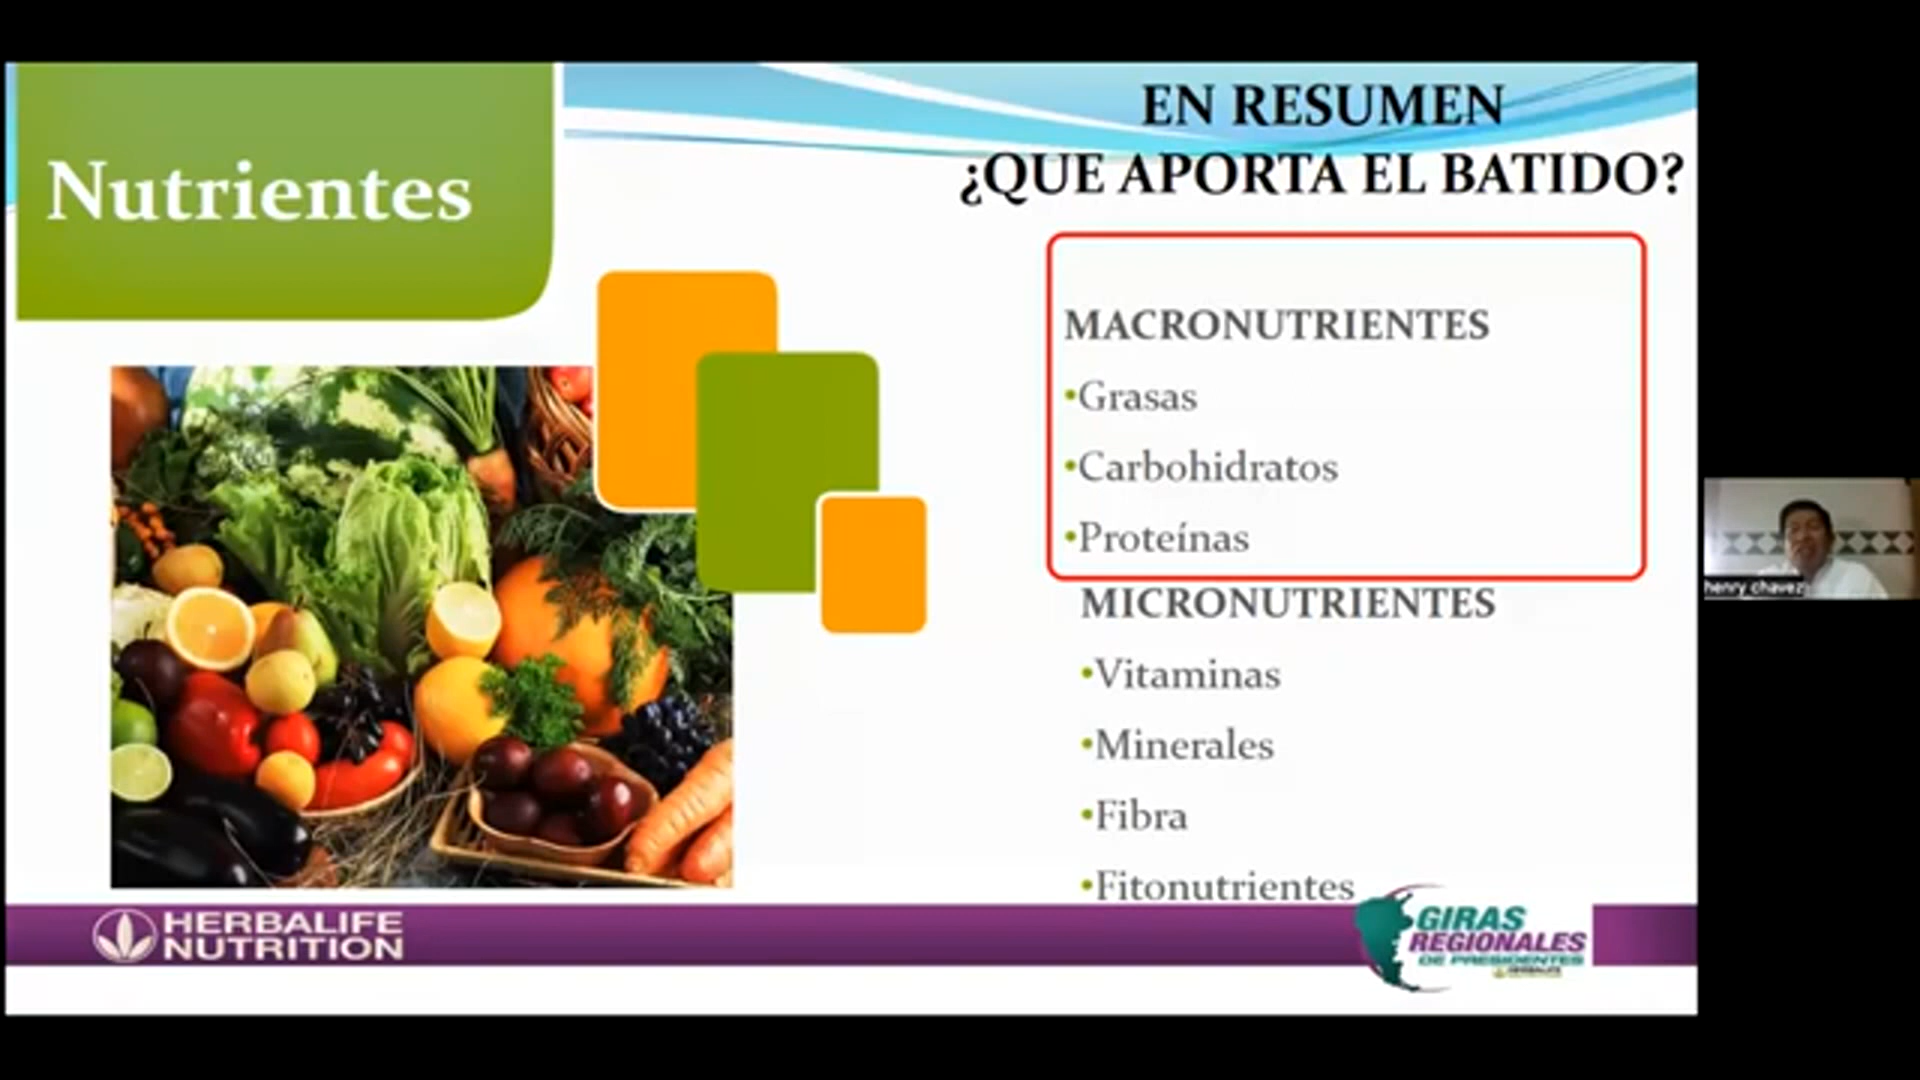 Nutrientes
EN RESUMEN
¿QUE APORTA EL BATIDO?
MACRONUTRIENTES
•Grasas
•Carbohidratos
•Proteínas
MICRONUTRIENTES
•Vitaminas
•Minerales
•Fibra
•Fitonutrientes
HERBALIFE
NUTRITION
GIRAS
REGIONALES
DE PRESIDENTES
henry chavez